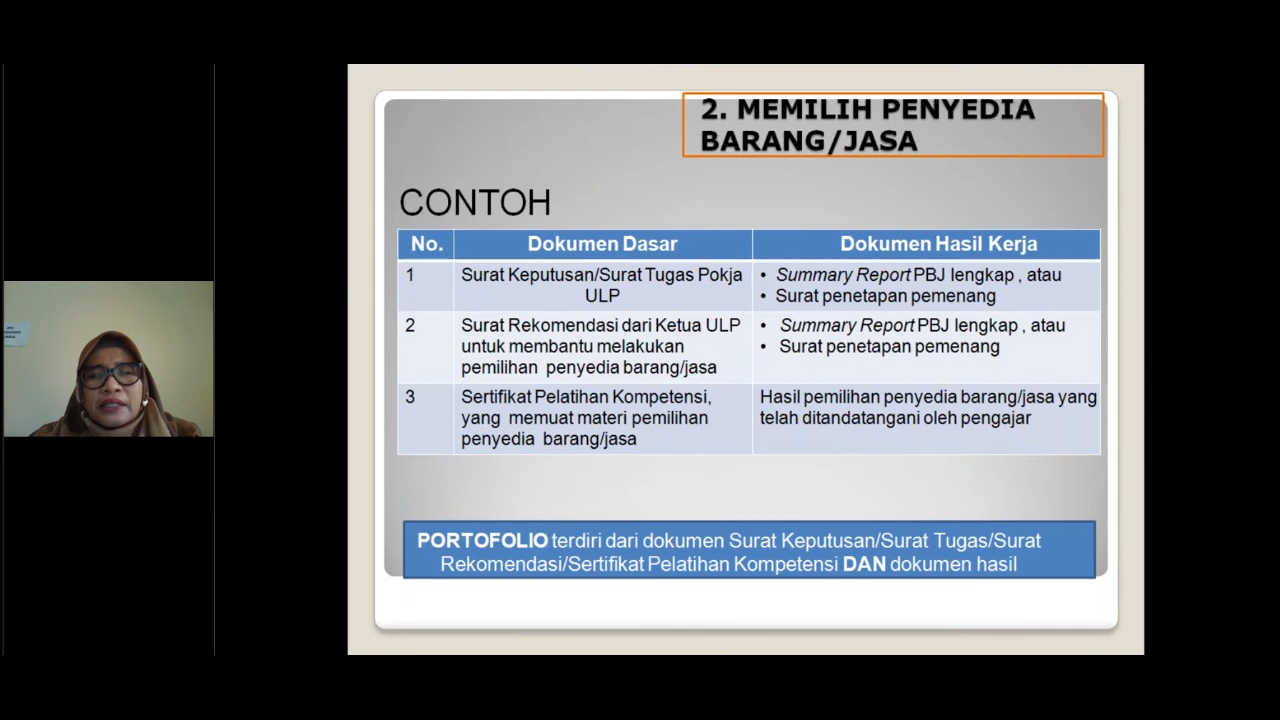 2. MEMILIH PENYEDIA
BARANG/JASA
CONTOH
No. Dokumen Dasar Dokumen Hasil Kerja
1 Surat Keputusan/Surat Tugas Pokja • Summary Report PBJ lengkap , atau
ULP • Surat penetapan pemenang
2 Surat Rekomendasi dari Ketua ULP • Summary Report PBJ lengkap , atau
untuk membantu melakukan • Surat penetapan pemenang
pemilihan penyedia barang/jasa
3 Sertifikat Pelatihan Kompetensi, Hasil pemilihan penyedia barang/jasa yang
yang memuat materi pemilihan telah ditandatangani oleh pengajar
penyedia barang/jasa
PORTOFOLIO terdiri dari dokumen Surat Keputusan/Surat Tugas/Surat
Rekomendasi/Sertifikat Pelatihan Kompetensi DAN dokumen hasil